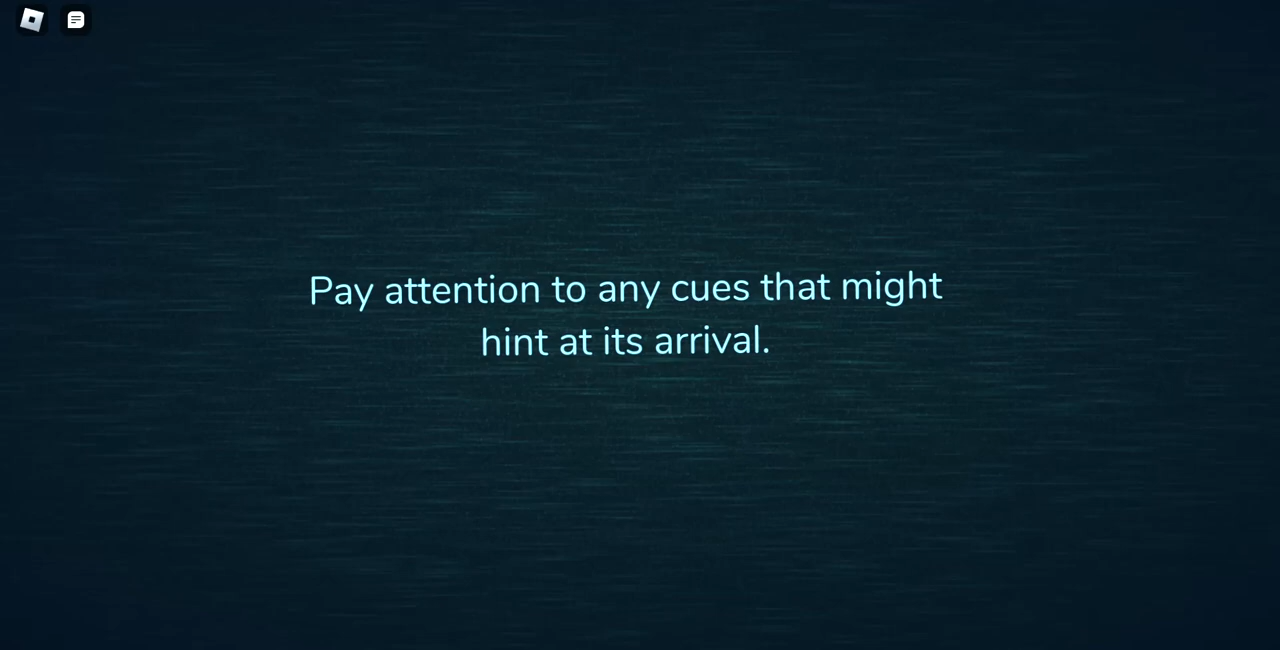 Pay attention to any cues that might
hint at its arrival.